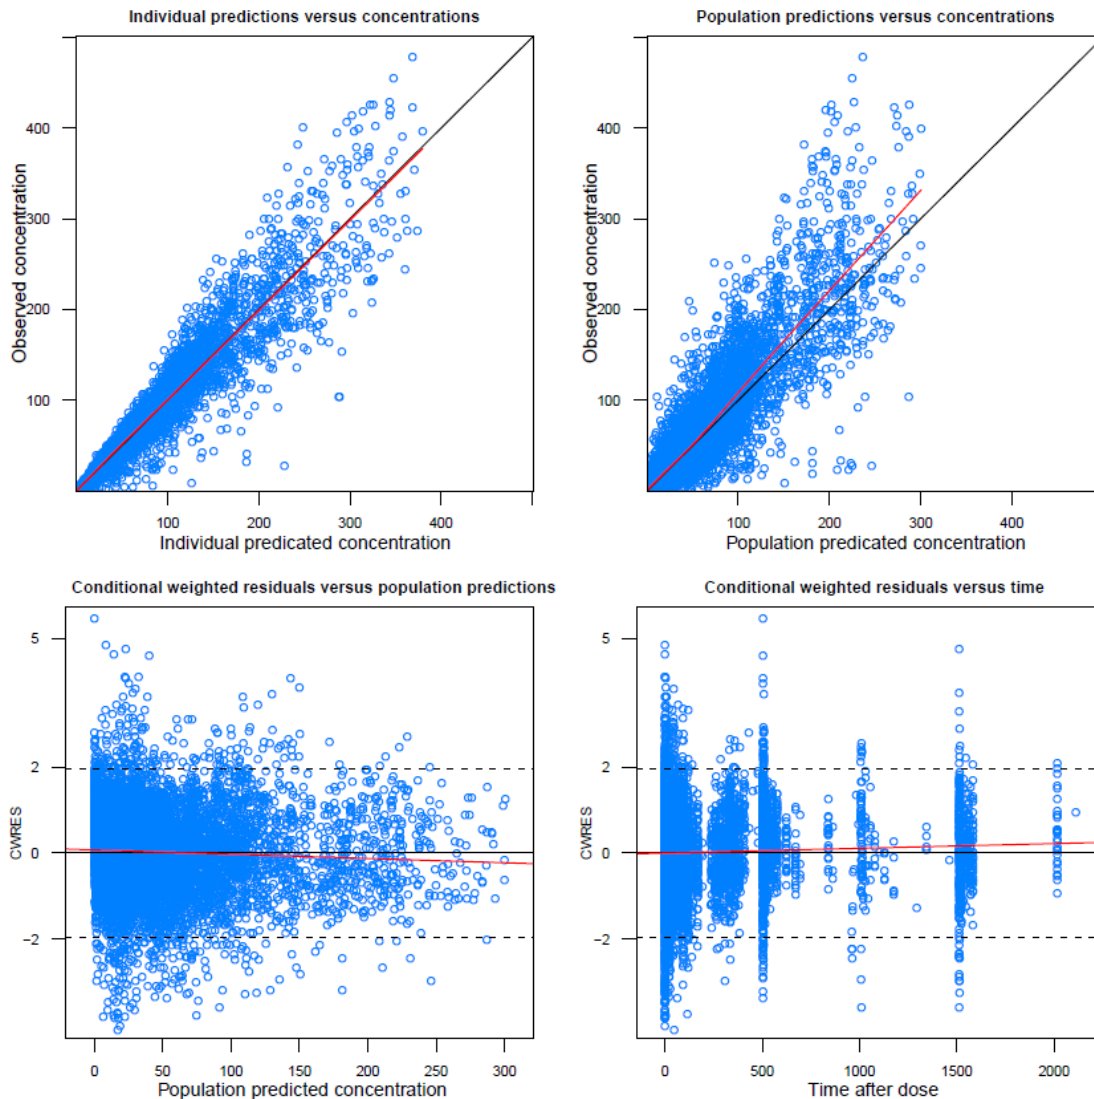 Individual predictions versus concentrations
Observed concentration
400
300
200
100
100 200 300 400
Individual predicated concentration
Population predictions versus concentrations
Observed concentration
400
300
200
100
100 200 300 400
Population predicated concentration
Conditional weighted residuals versus population predictions
CWRES
5
2
0
−2
0 50 100 150 200 250 300
Population predicted concentration
Conditional weighted residuals versus time
CWRES
5
2
0
−2
0 500 1000 1500 2000
Time after dose